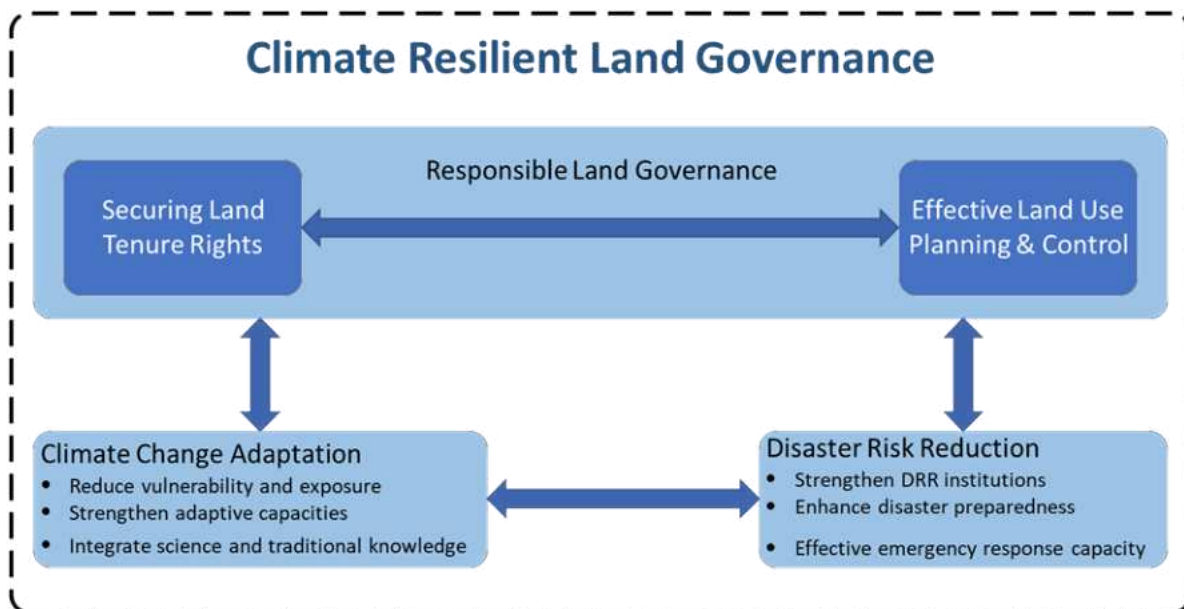 Climate Resilient Land Governance
Responsible Land Governance
Securing Land
Tenure Rights
Effective Land Use
Planning & Control
Climate Change Adaptation
• Reduce vulnerability and exposure
• Strengthen adaptive capacities
• Integrate science and traditional knowledge
Disaster Risk Reduction
• Strengthen DRR institutions
• Enhance disaster preparedness
• Effective emergency response capacity